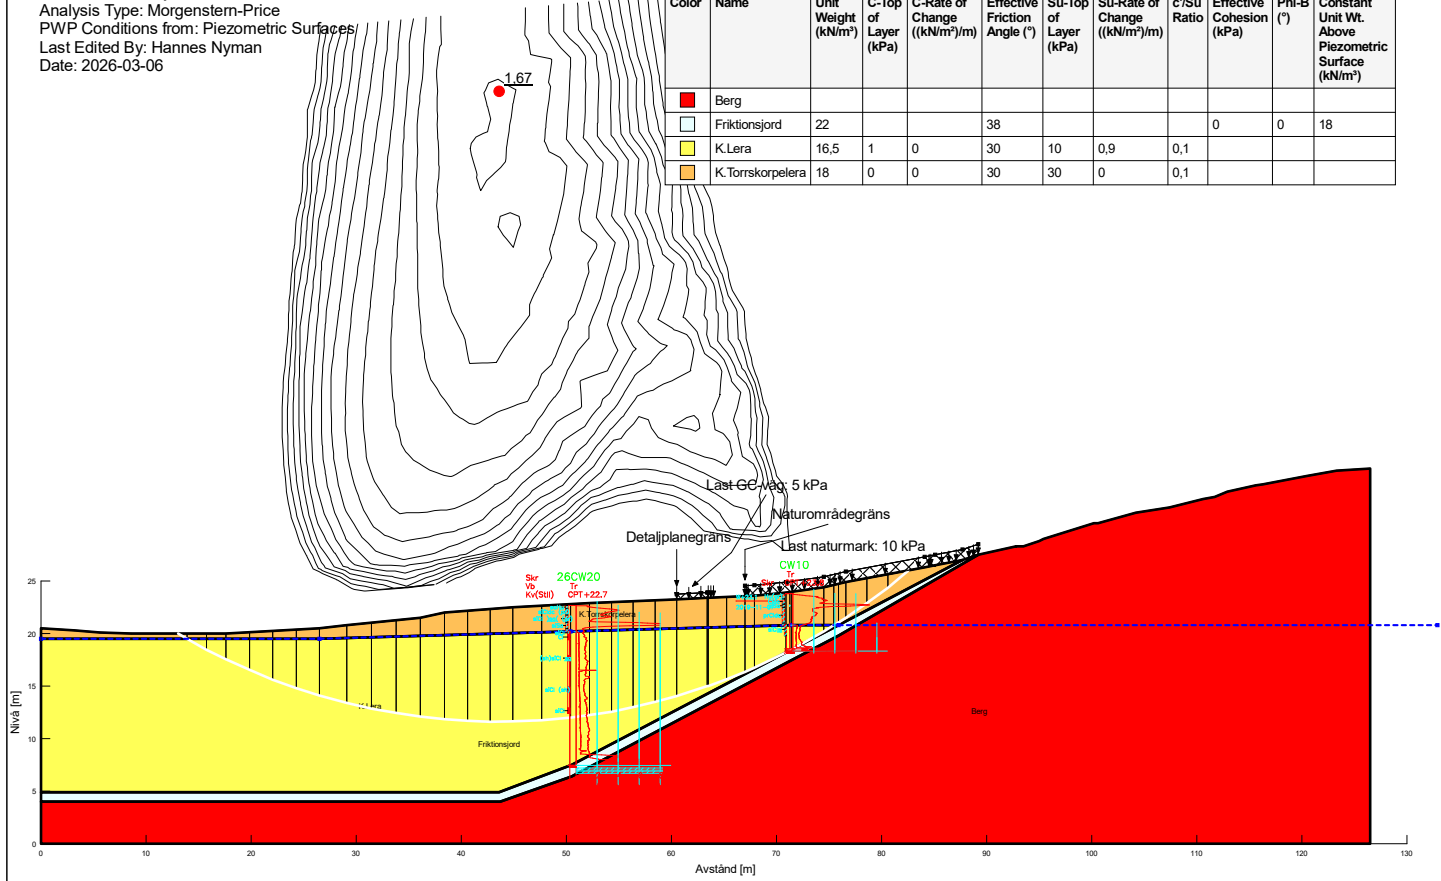 Analysis Type: Morgenstern-Price
PWP Conditions from: Piezometric Surfaces
Last Edited By: Hannes Nyman
Date: 2026-03-06
Color Name Unit Weight (kN/m³) C-Top of Layer (kPa) C-Rate of Change ((kN/m²)/m) Effective Friction Angle (°) Su-Top of Layer (kPa) Su-Rate of Change ((kN/m²)/m) c'/Su Ratio Effective Cohesion (kPa) Phi-B (°) Constant Unit Wt. Above Piezometric Surface (kN/m³)
Berg
Friktionsjord 22 38 0 0 18
K.Lera 16,5 1 0 30 10 0,9 0,1
K.Torrskorpelera 18 0 0 30 30 0 0,1
1,67
Last GC-väg: 5 kPa
Naturområdegräns
Detaljplanegräns
Last naturmark: 10 kPa
CW10
Tr
26CW20
Skr
Vb
Kv(StII)
Tr
CPT+22.7
K.Torrskorpelera
K.Lera
Friktionsjord
Berg
Nivå [m]
25
20
15
10
5
0
0 10 20 30 40 50 60 70 80 90 100 110 120 130
Avstånd [m]